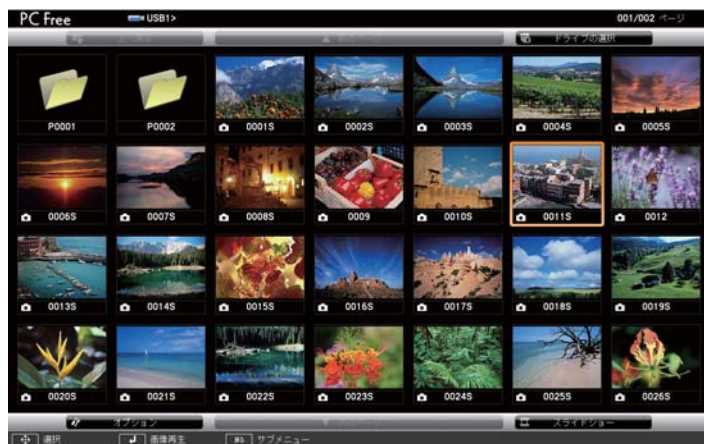 PC Free USB1> 001/002 ページ
ドライブの選択
P0001 P0002 0001S 0002S 0003S 0004S 0005S
0006S 0007S 0008S 0009 0010S 0011S 0012
0013S 0014S 0015S 0016S 0017S 0018S 0019S
0020S 0021S 0022S 0023S 0024S 0025S 0026S
オプション スライドショー
選択 画像再生 サブメニュー